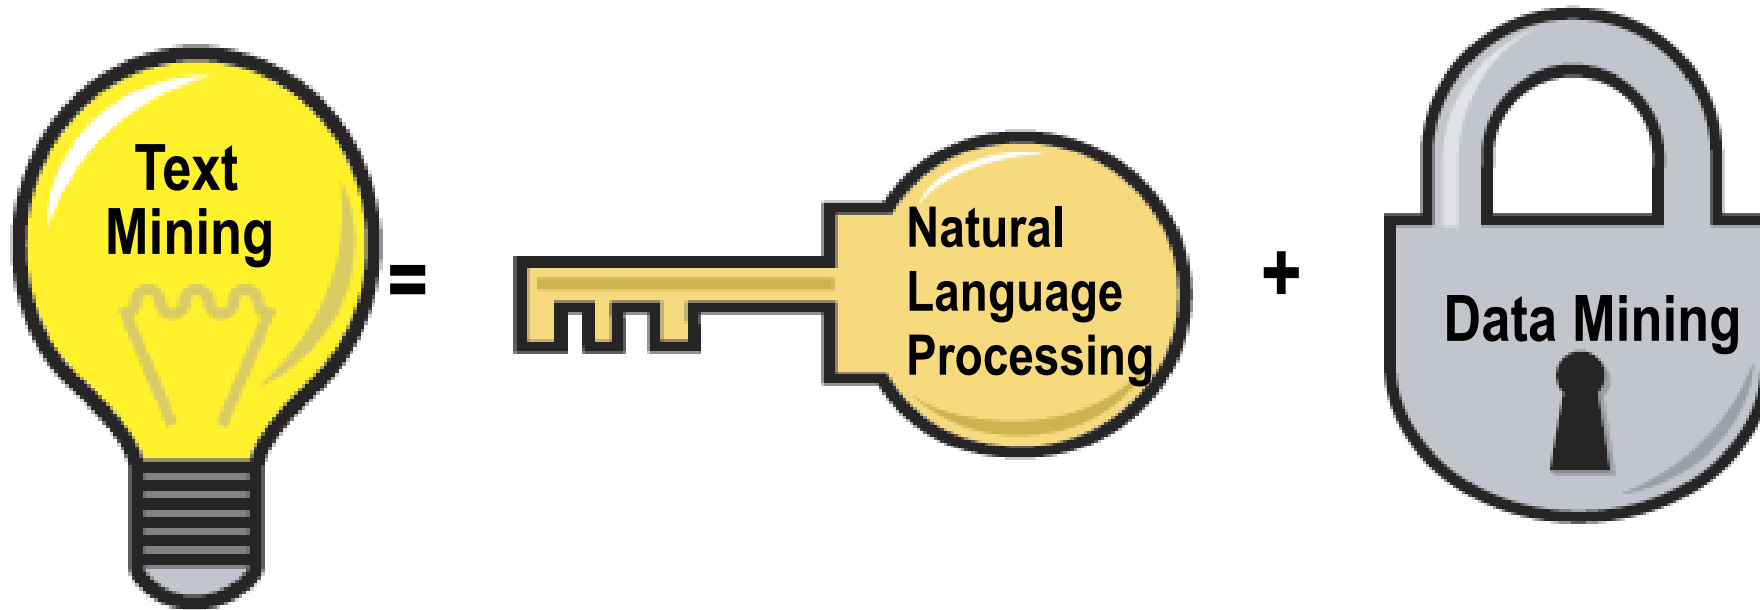 Text
Mining
=
Natural
Language
Processing
+
Data Mining